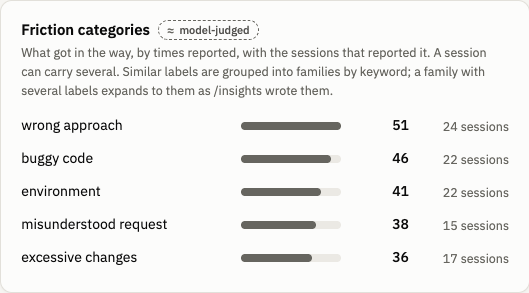 Friction categories ≈ model-judged
What got in the way, by times reported, with the sessions that reported it. A session
can carry several. Similar labels are grouped into families by keyword; a family with
several labels expands to them as /insights wrote them.
wrong approach 51 24 sessions
buggy code 46 22 sessions
environment 41 22 sessions
misunderstood request 38 15 sessions
excessive changes 36 17 sessions